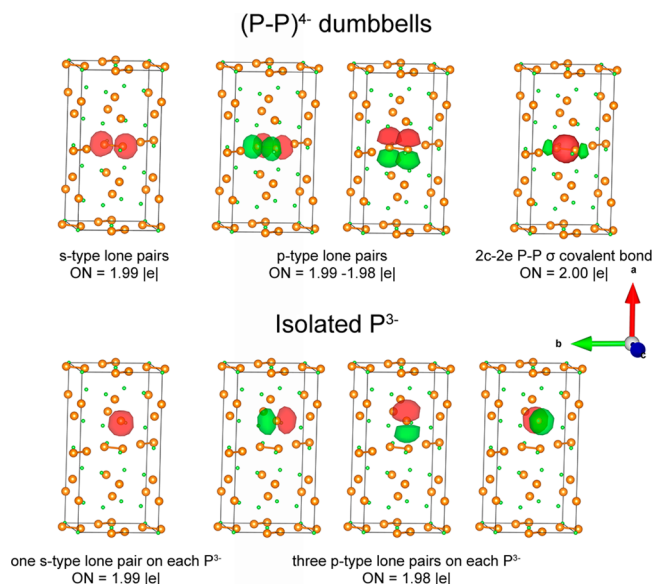 (P-P)⁴⁻ dumbbells
s-type lone pairs
ON = 1.99 |e|
p-type lone pairs
ON = 1.99 -1.98 |e|
2c-2e P-P σ covalent bond
ON = 2.00 |e|
a
b
c
Isolated P³⁻
one s-type lone pair on each P³⁻
ON = 1.99 |e|
three p-type lone pairs on each P³⁻
ON = 1.98 |e|